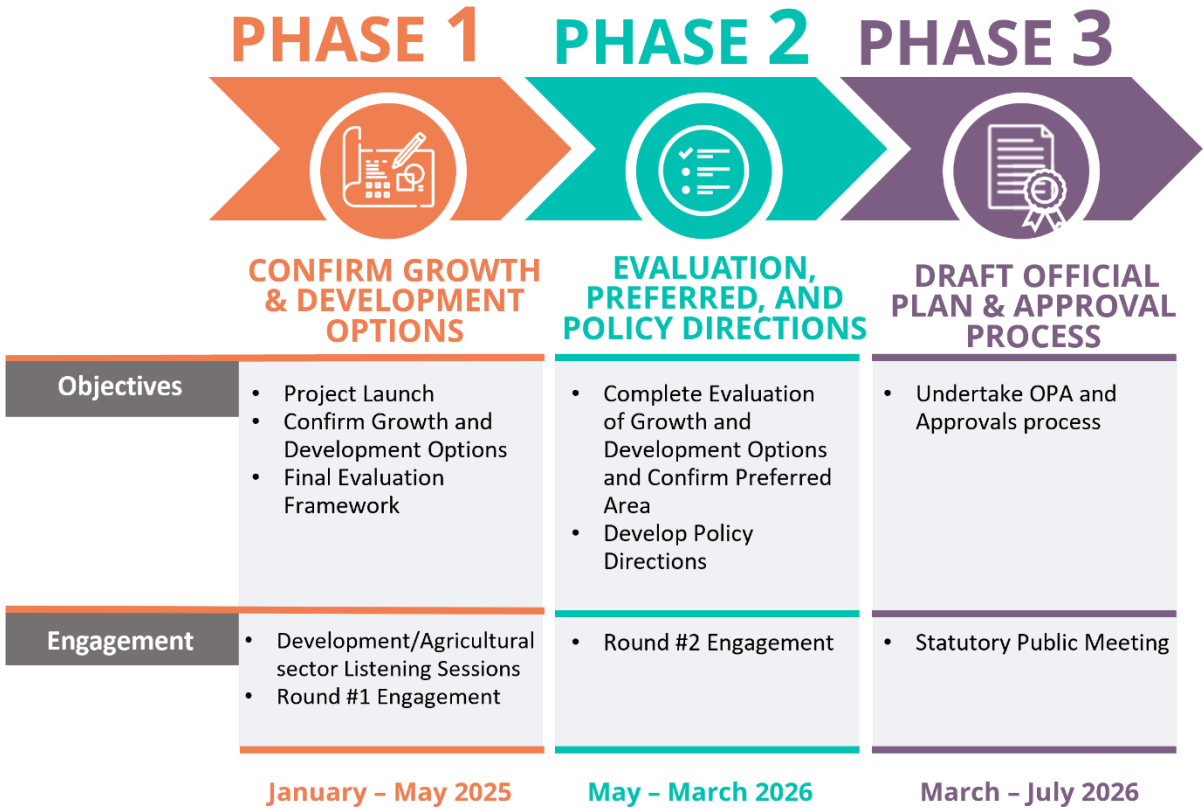 PHASE 1
PHASE 2
PHASE 3
CONFIRM GROWTH
& DEVELOPMENT
OPTIONS
EVALUATION,
PREFERRED, AND
POLICY DIRECTIONS
DRAFT OFFICIAL
PLAN & APPROVAL
PROCESS
Objectives
• Project Launch
• Confirm Growth and
Development Options
• Final Evaluation
Framework
• Complete Evaluation
of Growth and
Development Options
and Confirm Preferred
Area
• Develop Policy
Directions
• Undertake OPA and
Approvals process
Engagement
• Development/Agricultural
sector Listening Sessions
• Round #1 Engagement
• Round #2 Engagement
• Statutory Public Meeting
January – May 2025
May – March 2026
March – July 2026